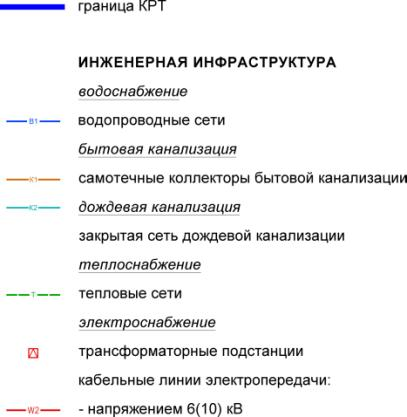 граница КРТ
ИНЖЕНЕРНАЯ ИНФРАСТРУКТУРА
водоснабжение
В1 водопроводные сети
бытовая канализация
К1 самотечные коллекторы бытовой канализации
К2 дождевая канализация
закрытая сеть дождевой канализации
теплоснабжение
Т тепловые сети
электроснабжение
трансформаторные подстанции
кабельные линии электропередачи:
W2 - напряжением 6(10) кВ